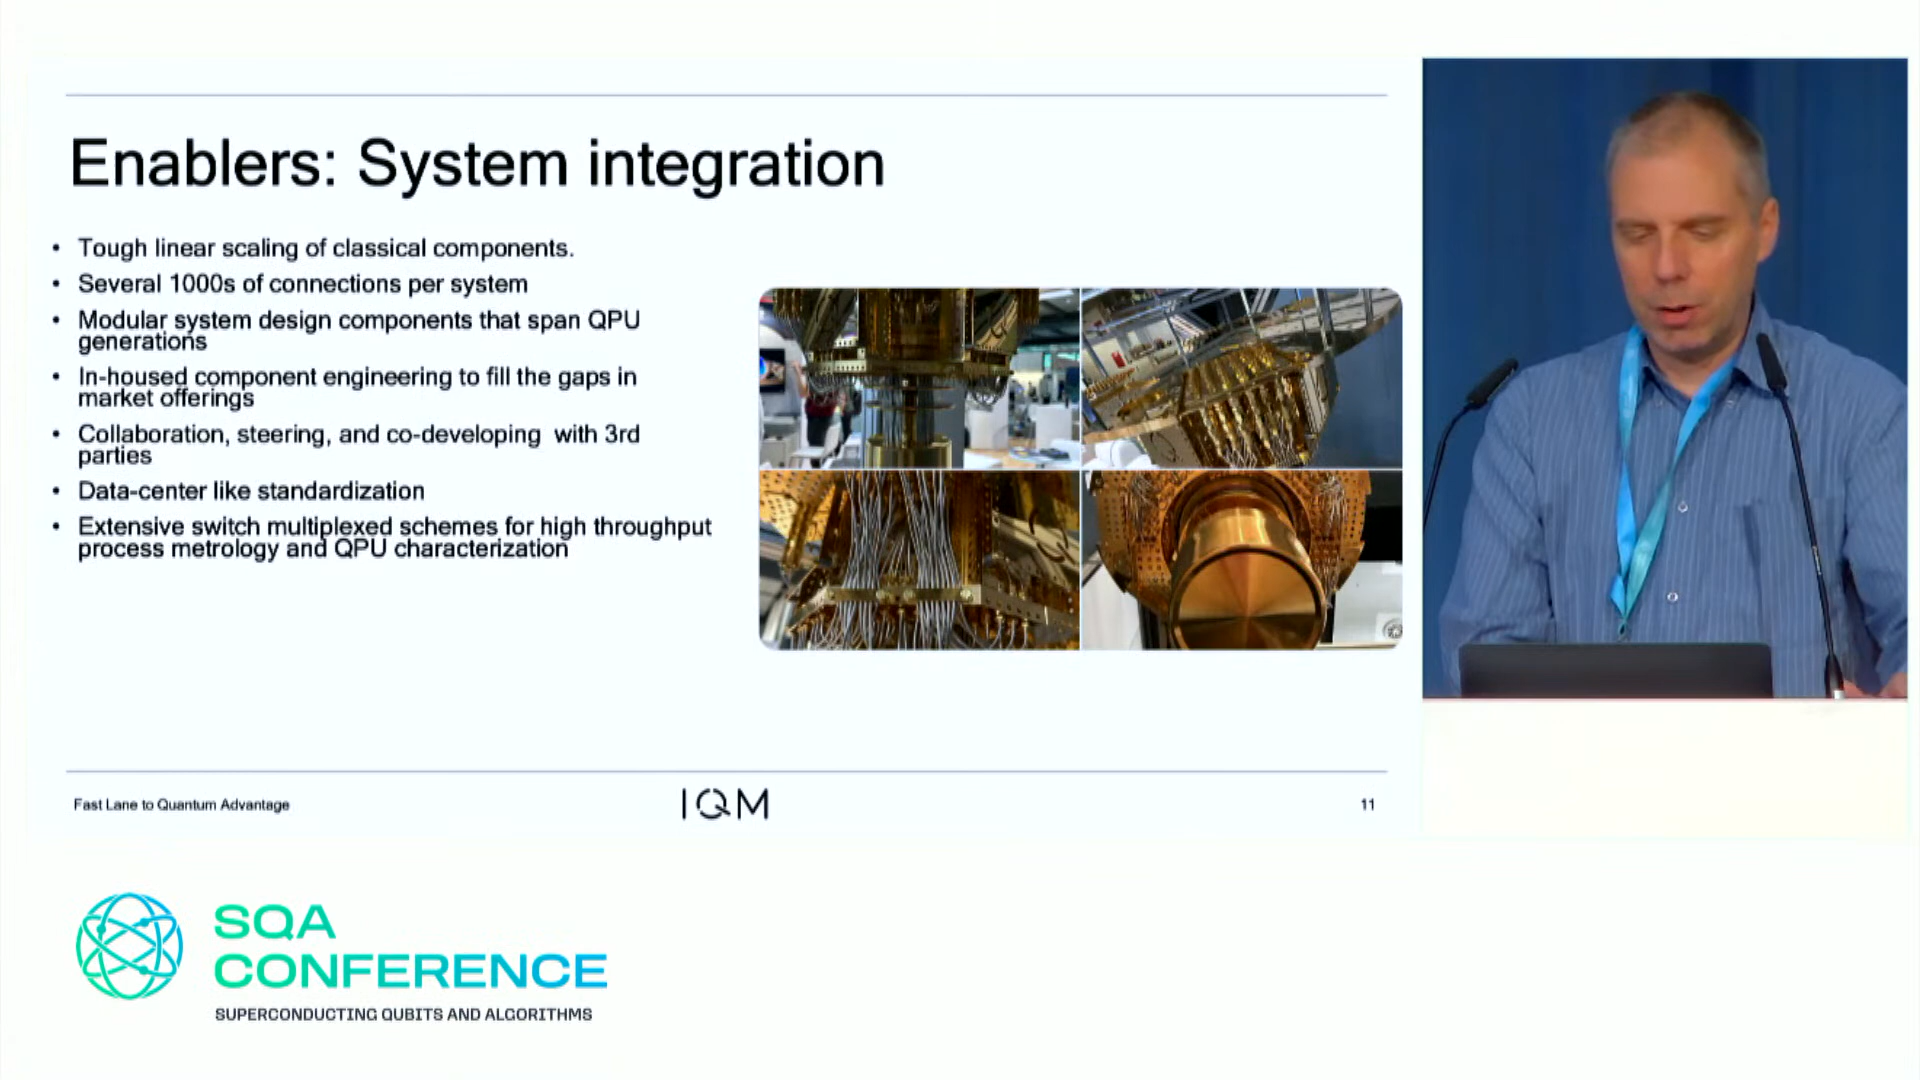 Enablers: System integration
• Tough linear scaling of classical components.
• Several 1000s of connections per system
• Modular system design components that span QPU
generations
• In-housed component engineering to fill the gaps in
market offerings
• Collaboration, steering, and co-developing  with 3rd
parties
• Data-center like standardization
• Extensive switch multiplexed schemes for high throughput
process metrology and QPU characterization
Fast Lane to Quantum Advantage
IQM
11
SQA
CONFERENCE
SUPERCONDUCTING QUBITS AND ALGORITHMS